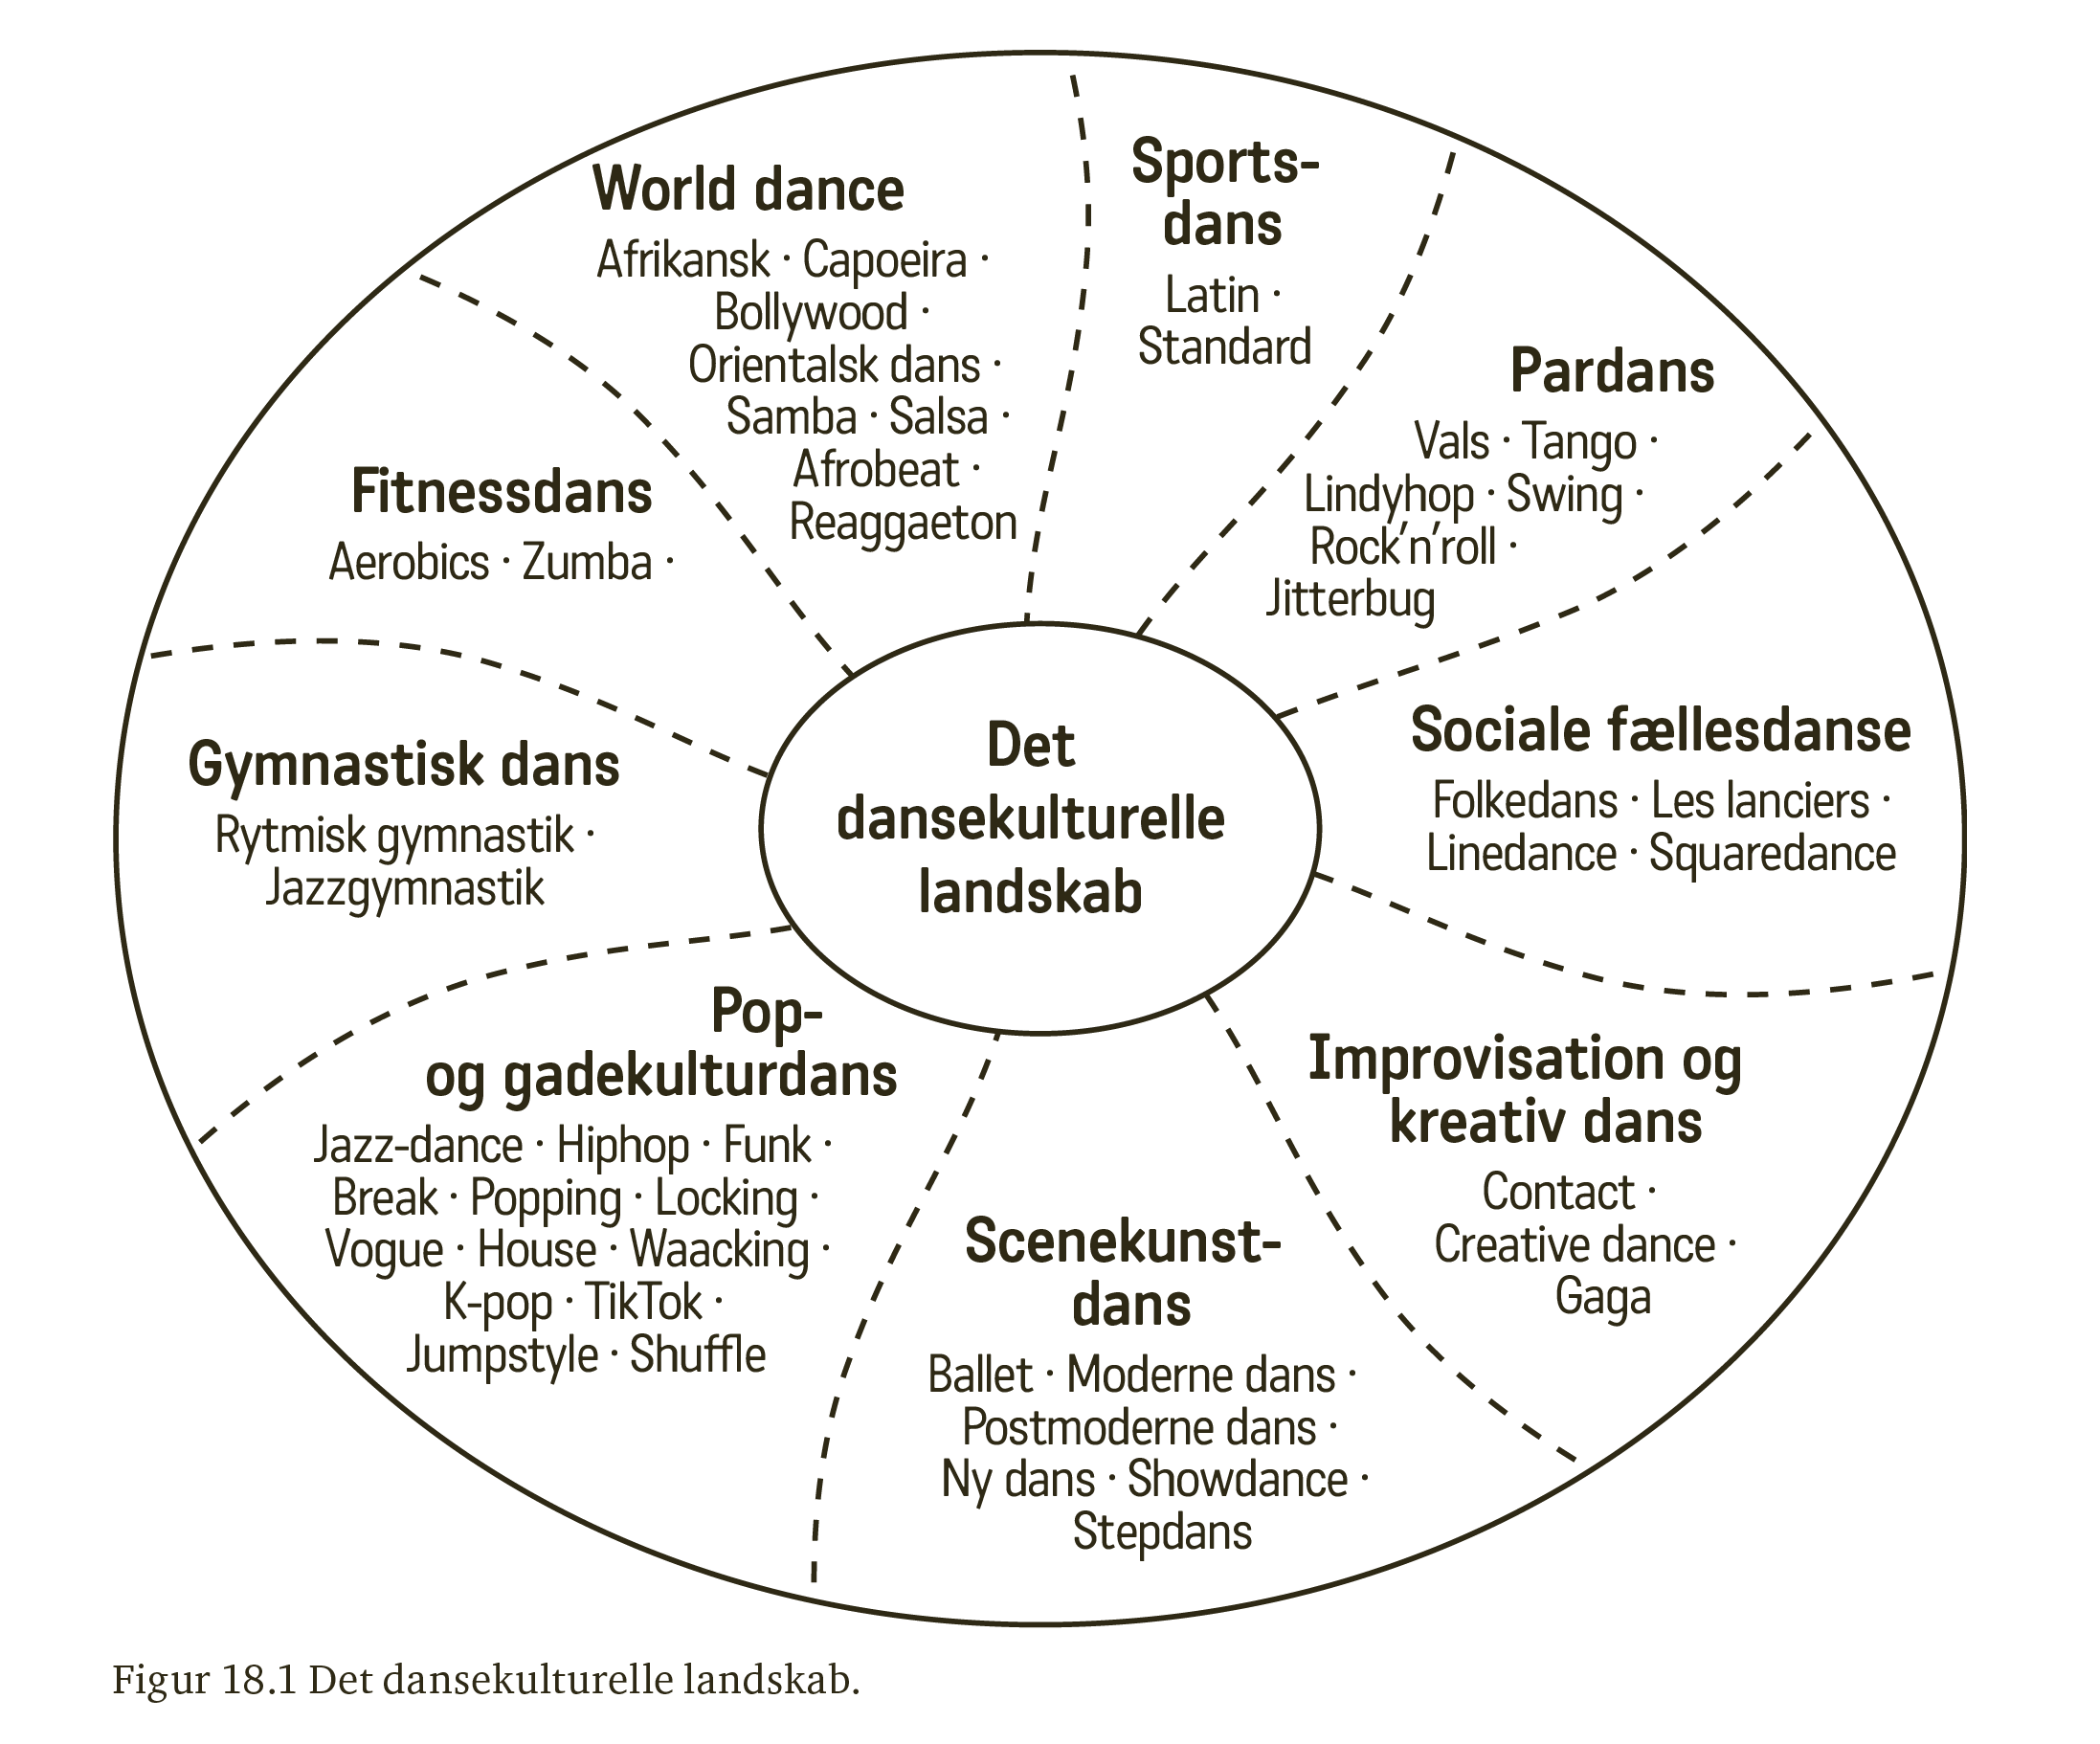 World dance
Afrikansk · Capoeira ·
Bollywood ·
Orientalsk dans ·
Samba · Salsa ·
Afrobeat ·
Reaggaeton
Sports-
dans
Latin ·
Standard
Pardans
Vals · Tango ·
Lindyhop · Swing ·
Rock’n’roll ·
Jitterbug
Fitnessdans
Aerobics · Zumba ·
Det
dansekulturelle
landskab
Sociale fællesdanse
Folkedans · Les lanciers ·
Linedance · Squaredance
Gymnastisk dans
Rytmisk gymnastik ·
Jazzgymnastik
Pop-
og gadekulturdans
Jazz-dance · Hiphop · Funk ·
Break · Popping · Locking ·
Vogue · House · Waacking ·
K-pop · TikTok ·
Jumpstyle · Shuffle
Improvisation og
kreativ dans
Contact ·
Creative dance ·
Gaga
Scenekunst-
dans
Ballet · Moderne dans ·
Postmoderne dans ·
Ny dans · Showdance ·
Stepdans
Figur 18.1 Det dansekulturelle landskab.